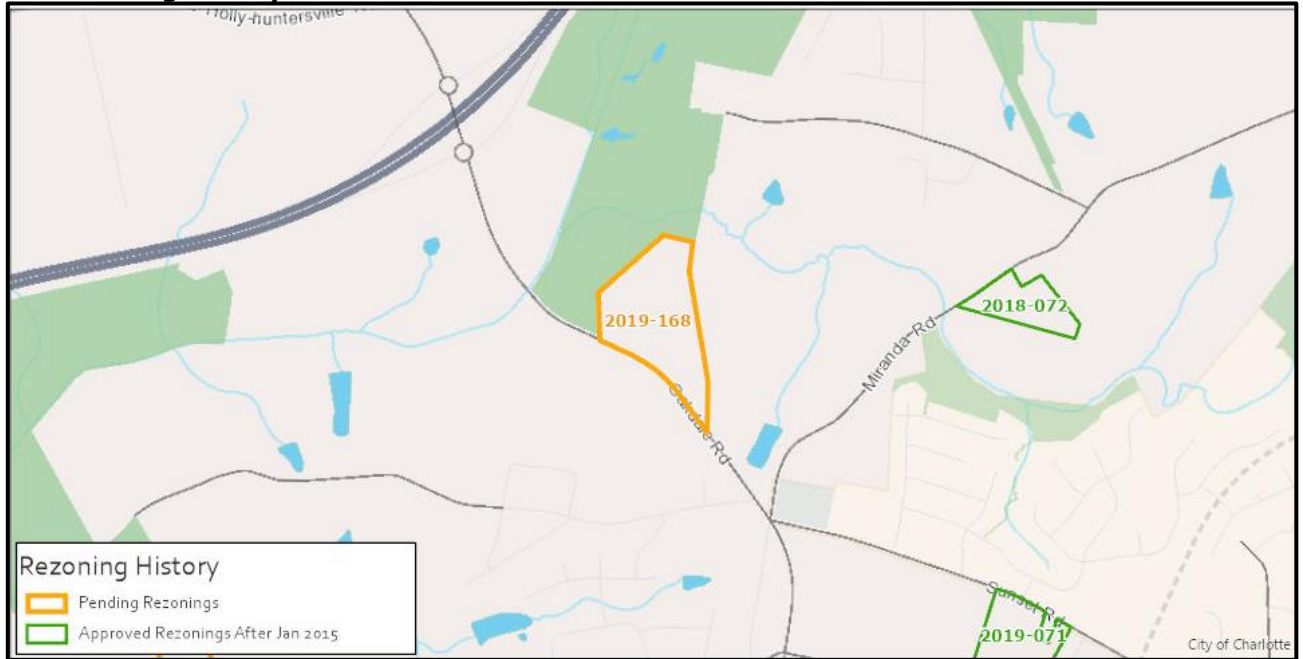 Holly-huntersville
2019-168
2018-072
Miranda-Rd
Oakdale Rd
Sunset Rd
2019-071
Rezoning History
Pending Rezonings
Approved Rezonings After Jan 2015
City of Charlotte